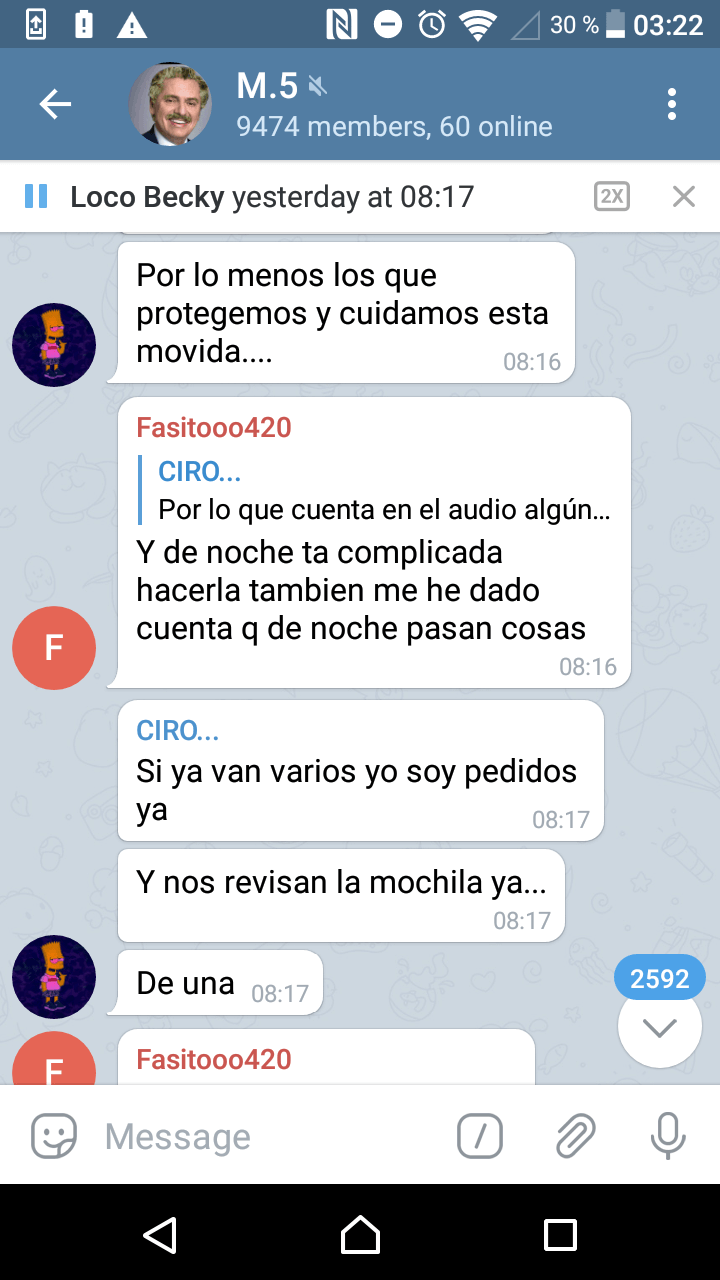 30 % 03:22
M.5
9474 members, 60 online
Loco Becky yesterday at 08:17 2X
Por lo menos los que
protegemos y cuidamos esta
movida....
08:16
Fasitooo420
CIRO...
Por lo que cuenta en el audio algún...
Y de noche ta complicada
hacerla tambien me he dado
cuenta q de noche pasan cosas
F
08:16
CIRO...
Si ya van varios yo soy pedidos
ya
08:17
Y nos revisan la mochila ya...
08:17
De una 08:17
2592
F
Fasitooo420
Message